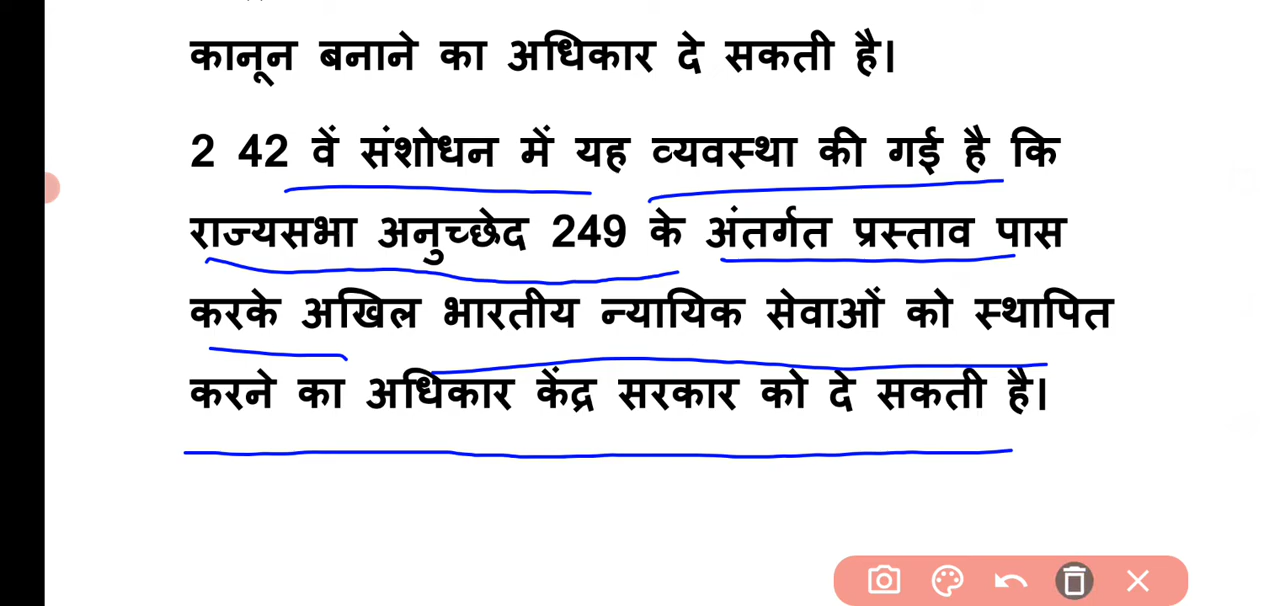 कानून बनाने का अधिकार दे सकती है।
2 42 वें संशोधन में यह व्यवस्था की गई है कि
राज्यसभा अनुच्छेद 249 के अंतर्गत प्रस्ताव पास
करके अखिल भारतीय न्यायिक सेवाओं को स्थापित
करने का अधिकार केंद्र सरकार को दे सकती है।